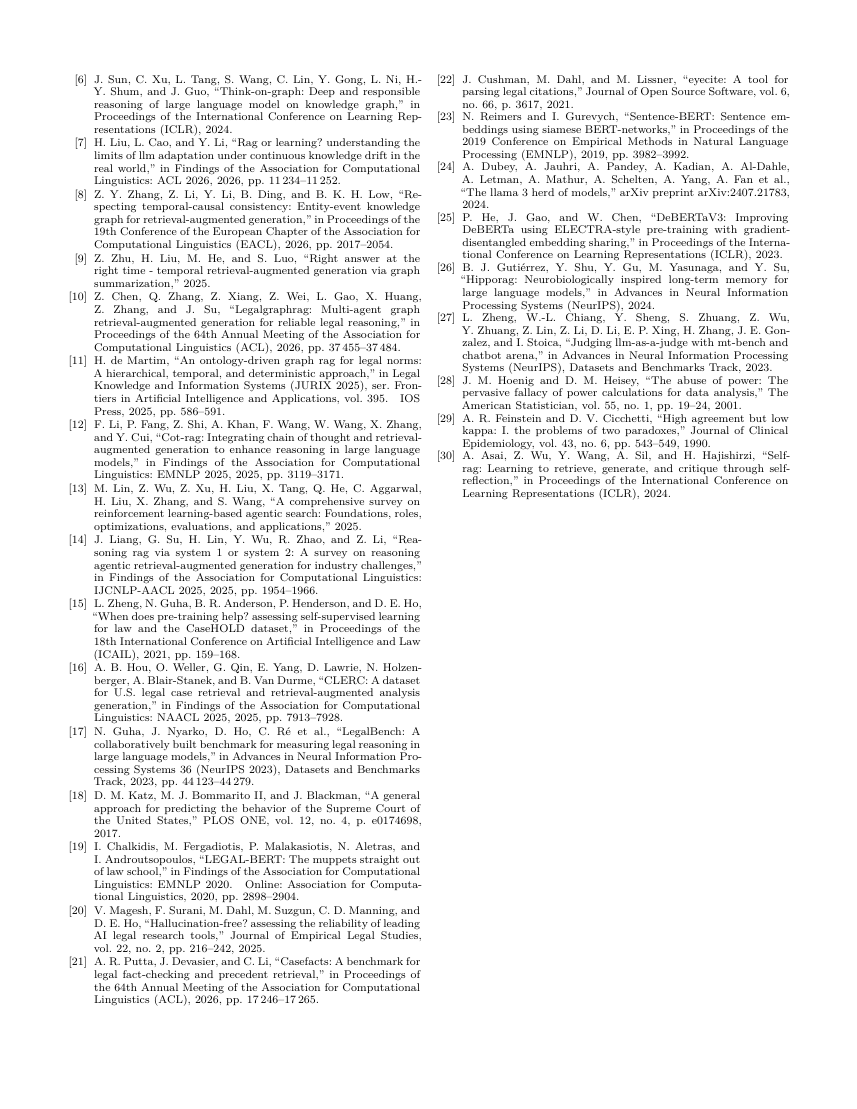 [6] J. Sun, C. Xu, L. Tang, S. Wang, C. Lin, Y. Gong, L. Ni, H.-
Y. Shum, and J. Guo, “Think-on-graph: Deep and responsible
reasoning of large language model on knowledge graph,” in
Proceedings of the International Conference on Learning Rep-
resentations (ICLR), 2024.
[7] H. Liu, L. Cao, and Y. Li, “Rag or learning? understanding the
limits of llm adaptation under continuous knowledge drift in the
real world,” in Findings of the Association for Computational
Linguistics: ACL 2026, 2026, pp. 11 234–11 252.
[8] Z. Y. Zhang, Z. Li, Y. Li, B. Ding, and B. K. H. Low, “Re-
specting temporal-causal consistency: Entity-event knowledge
graph for retrieval-augmented generation,” in Proceedings of the
19th Conference of the European Chapter of the Association for
Computational Linguistics (EACL), 2026, pp. 2017–2054.
[9] Z. Zhu, H. Liu, M. He, and S. Luo, “Right answer at the
right time - temporal retrieval-augmented generation via graph
summarization,” 2025.
[10] Z. Chen, Q. Zhang, Z. Xiang, Z. Wei, L. Gao, X. Huang,
Z. Zhang, and J. Su, “Legalgraphrag: Multi-agent graph
retrieval-augmented generation for reliable legal reasoning,” in
Proceedings of the 64th Annual Meeting of the Association for
Computational Linguistics (ACL), 2026, pp. 37 455–37 484.
[11] H. de Martim, “An ontology-driven graph rag for legal norms:
A hierarchical, temporal, and deterministic approach,” in Legal
Knowledge and Information Systems (JURIX 2025), ser. Fron-
tiers in Artificial Intelligence and Applications, vol. 395. IOS
Press, 2025, pp. 586–591.
[12] F. Li, P. Fang, Z. Shi, A. Khan, F. Wang, W. Wang, X. Zhang,
and Y. Cui, “Cot-rag: Integrating chain of thought and retrieval-
augmented generation to enhance reasoning in large language
models,” in Findings of the Association for Computational
Linguistics: EMNLP 2025, 2025, pp. 3119–3171.
[13] M. Lin, Z. Wu, Z. Xu, H. Liu, X. Tang, Q. He, C. Aggarwal,
H. Liu, X. Zhang, and S. Wang, “A comprehensive survey on
reinforcement learning-based agentic search: Foundations, roles,
optimizations, evaluations, and applications,” 2025.
[14] J. Liang, G. Su, H. Lin, Y. Wu, R. Zhao, and Z. Li, “Rea-
soning rag via system 1 or system 2: A survey on reasoning
agentic retrieval-augmented generation for industry challenges,”
in Findings of the Association for Computational Linguistics:
IJCNLP-AACL 2025, 2025, pp. 1954–1966.
[15] L. Zheng, N. Guha, B. R. Anderson, P. Henderson, and D. E. Ho,
“When does pre-training help? assessing self-supervised learning
for law and the CaseHOLD dataset,” in Proceedings of the
18th International Conference on Artificial Intelligence and Law
(ICAIL), 2021, pp. 159–168.
[16] A. B. Hou, O. Weller, G. Qin, E. Yang, D. Lawrie, N. Holzen-
berger, A. Blair-Stanek, and B. Van Durme, “CLERC: A dataset
for U.S. legal case retrieval and retrieval-augmented analysis
generation,” in Findings of the Association for Computational
Linguistics: NAACL 2025, 2025, pp. 7913–7928.
[17] N. Guha, J. Nyarko, D. Ho, C. Ré et al., “LegalBench: A
collaboratively built benchmark for measuring legal reasoning in
large language models,” in Advances in Neural Information Pro-
cessing Systems 36 (NeurIPS 2023), Datasets and Benchmarks
Track, 2023, pp. 44 123–44 279.
[18] D. M. Katz, M. J. Bommarito II, and J. Blackman, “A general
approach for predicting the behavior of the Supreme Court of
the United States,” PLOS ONE, vol. 12, no. 4, p. e0174698,
2017.
[19] I. Chalkidis, M. Fergadiotis, P. Malakasiotis, N. Aletras, and
I. Androutsopoulos, “LEGAL-BERT: The muppets straight out
of law school,” in Findings of the Association for Computational
Linguistics: EMNLP 2020. Online: Association for Computa-
tional Linguistics, 2020, pp. 2898–2904.
[20] V. Magesh, F. Surani, M. Dahl, M. Suzgun, C. D. Manning, and
D. E. Ho, “Hallucination-free? assessing the reliability of leading
AI legal research tools,” Journal of Empirical Legal Studies,
vol. 22, no. 2, pp. 216–242, 2025.
[21] A. R. Putta, J. Devasier, and C. Li, “Casefacts: A benchmark for
legal fact-checking and precedent retrieval,” in Proceedings of
the 64th Annual Meeting of the Association for Computational
Linguistics (ACL), 2026, pp. 17 246–17 265.
[22] J. Cushman, M. Dahl, and M. Lissner, “eyecite: A tool for
parsing legal citations,” Journal of Open Source Software, vol. 6,
no. 66, p. 3617, 2021.
[23] N. Reimers and I. Gurevych, “Sentence-BERT: Sentence em-
beddings using siamese BERT-networks,” in Proceedings of the
2019 Conference on Empirical Methods in Natural Language
Processing (EMNLP), 2019, pp. 3982–3992.
[24] A. Dubey, A. Jauhri, A. Pandey, A. Kadian, A. Al-Dahle,
A. Letman, A. Mathur, A. Schelten, A. Yang, A. Fan et al.,
“The llama 3 herd of models,” arXiv preprint arXiv:2407.21783,
2024.
[25] P. He, J. Gao, and W. Chen, “DeBERTaV3: Improving
DeBERTa using ELECTRA-style pre-training with gradient-
disentangled embedding sharing,” in Proceedings of the Interna-
tional Conference on Learning Representations (ICLR), 2023.
[26] B. J. Gutiérrez, Y. Shu, Y. Gu, M. Yasunaga, and Y. Su,
“Hipporag: Neurobiologically inspired long-term memory for
large language models,” in Advances in Neural Information
Processing Systems (NeurIPS), 2024.
[27] L. Zheng, W.-L. Chiang, Y. Sheng, S. Zhuang, Z. Wu,
Y. Zhuang, Z. Lin, Z. Li, D. Li, E. P. Xing, H. Zhang, J. E. Gon-
zalez, and I. Stoica, “Judging llm-as-a-judge with mt-bench and
chatbot arena,” in Advances in Neural Information Processing
Systems (NeurIPS), Datasets and Benchmarks Track, 2023.
[28] J. M. Hoenig and D. M. Heisey, “The abuse of power: The
pervasive fallacy of power calculations for data analysis,” The
American Statistician, vol. 55, no. 1, pp. 19–24, 2001.
[29] A. R. Feinstein and D. V. Cicchetti, “High agreement but low
kappa: I. the problems of two paradoxes,” Journal of Clinical
Epidemiology, vol. 43, no. 6, pp. 543–549, 1990.
[30] A. Asai, Z. Wu, Y. Wang, A. Sil, and H. Hajishirzi, “Self-
rag: Learning to retrieve, generate, and critique through self-
reflection,” in Proceedings of the International Conference on
Learning Representations (ICLR), 2024.